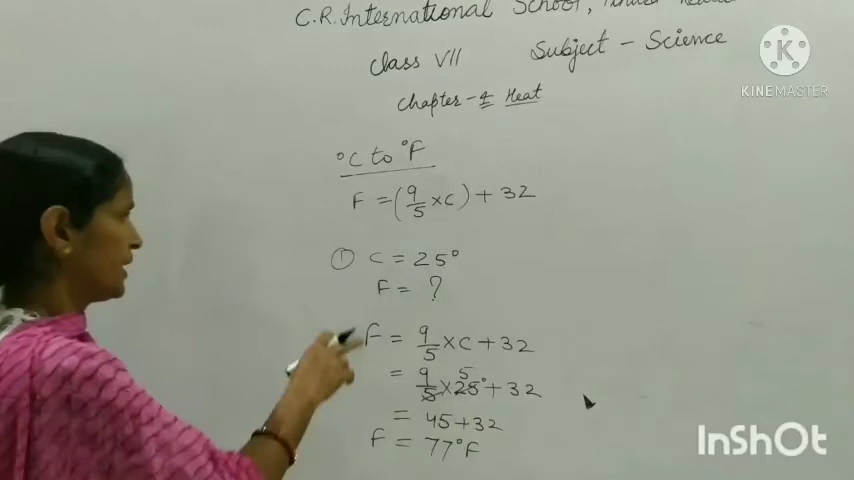 C.R. International School,
Class VII Subject - Science
Chapter - 4 Heat
°C to °F
F = (9/5 × C) + 32
① C = 25°
F = ?
F = 9/5 × C + 32
= 9/5 × 25° 5 + 32
= 45 + 32
F = 77°F
KINEMASTER
InShOt